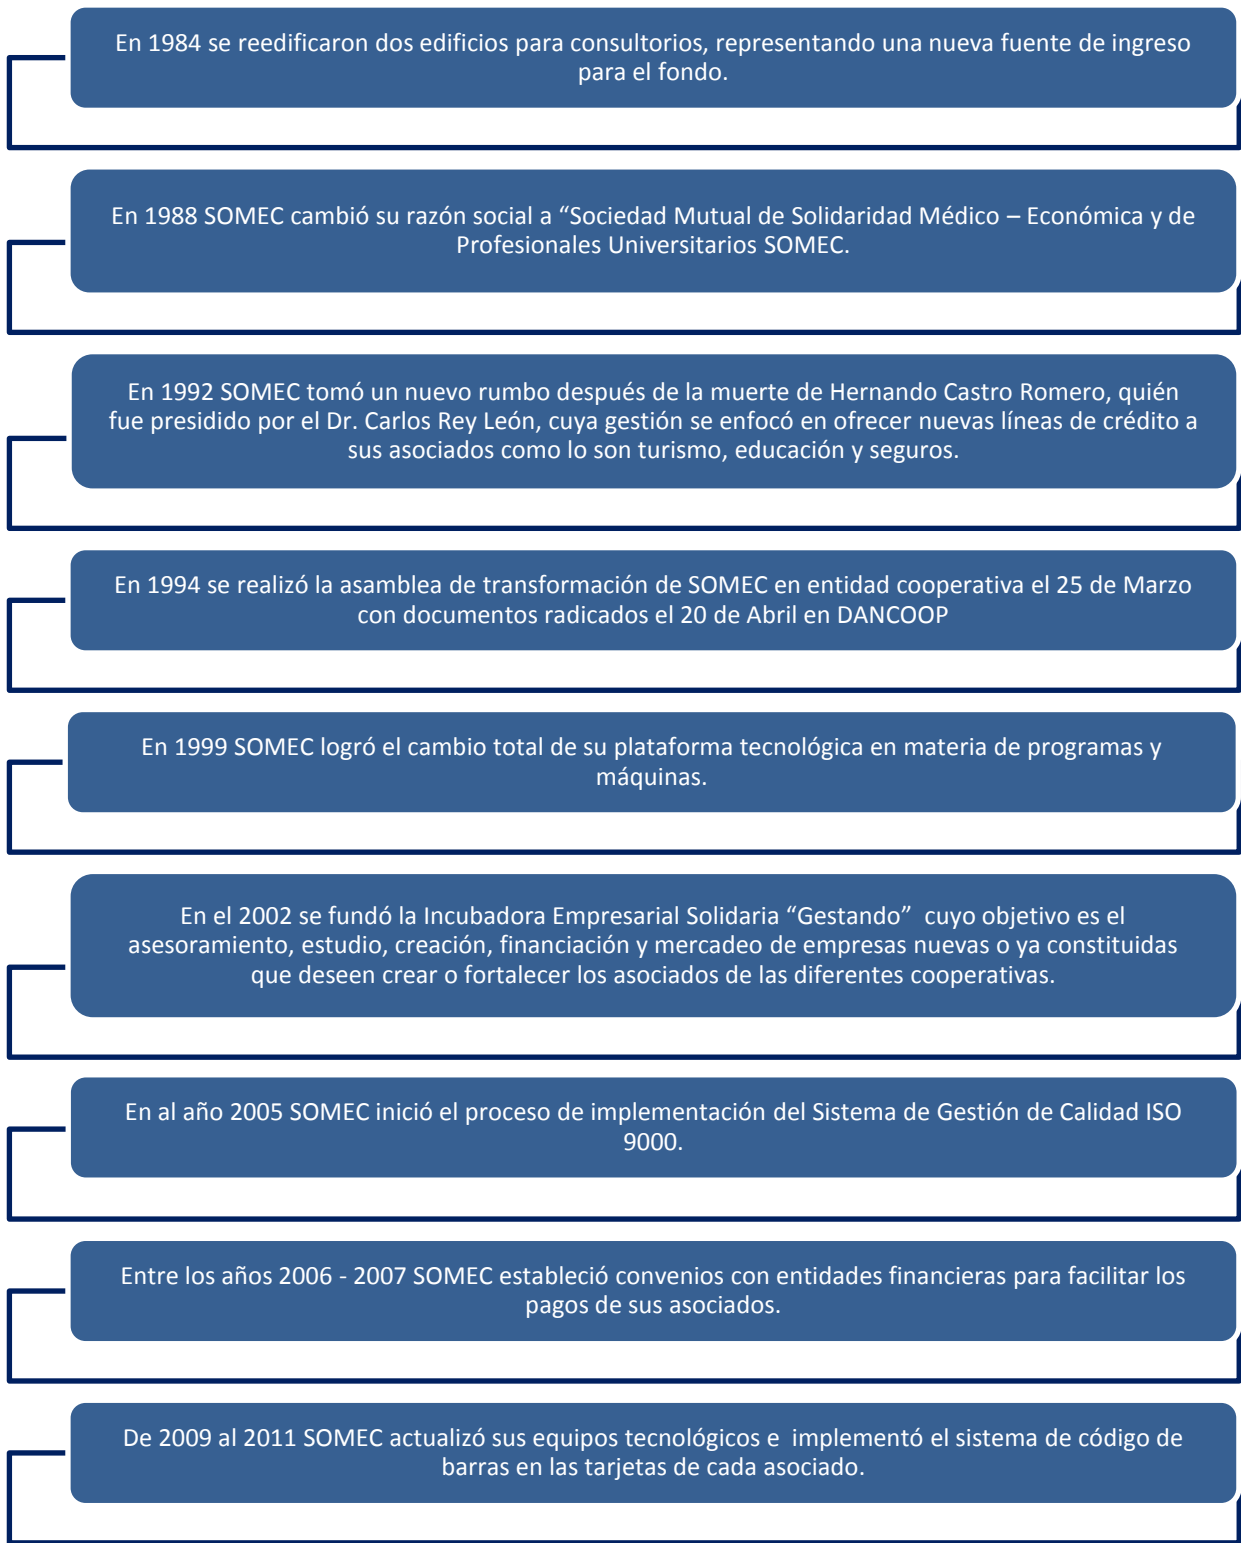 En 1984 se reedificaron dos edificios para consultorios, representando una nueva fuente de ingreso
para el fondo.
En 1988 SOMEC cambió su razón social a “Sociedad Mutual de Solidaridad Médico – Económica y de
Profesionales Universitarios SOMEC.
En 1992 SOMEC tomó un nuevo rumbo después de la muerte de Hernando Castro Romero, quién
fue presidido por el Dr. Carlos Rey León, cuya gestión se enfocó en ofrecer nuevas líneas de crédito a
sus asociados como lo son turismo, educación y seguros.
En 1994 se realizó la asamblea de transformación de SOMEC en entidad cooperativa el 25 de Marzo
con documentos radicados el 20 de Abril en DANCOOP
En 1999 SOMEC logró el cambio total de su plataforma tecnológica en materia de programas y
máquinas.
En el 2002 se fundó la Incubadora Empresarial Solidaria “Gestando” cuyo objetivo es el
asesoramiento, estudio, creación, financiación y mercadeo de empresas nuevas o ya constituidas
que deseen crear o fortalecer los asociados de las diferentes cooperativas.
En al año 2005 SOMEC inició el proceso de implementación del Sistema de Gestión de Calidad ISO
9000.
Entre los años 2006 - 2007 SOMEC estableció convenios con entidades financieras para facilitar los
pagos de sus asociados.
De 2009 al 2011 SOMEC actualizó sus equipos tecnológicos e implementó el sistema de código de
barras en las tarjetas de cada asociado.